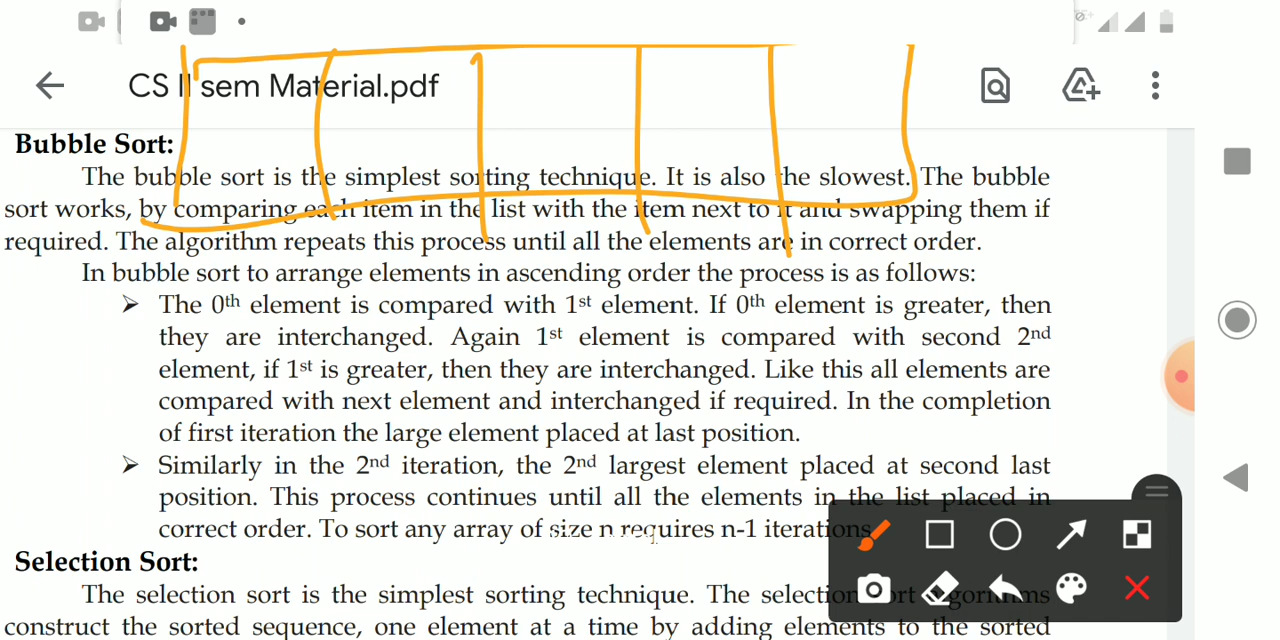 CS II sem Material.pdf
Bubble Sort:
The bubble sort is the simplest sorting technique. It is also the slowest. The bubble
sort works, by comparing each item in the list with the item next to it and swapping them if
required. The algorithm repeats this process until all the elements are in correct order.
In bubble sort to arrange elements in ascending order the process is as follows:
➢ The 0th element is compared with 1st element. If 0th element is greater, then
they are interchanged. Again 1st element is compared with second 2nd
element, if 1st is greater, then they are interchanged. Like this all elements are
compared with next element and interchanged if required. In the completion
of first iteration the large element placed at last position.
➢ Similarly in the 2nd iteration, the 2nd largest element placed at second last
position. This process continues until all the elements in the list placed in
correct order. To sort any array of size n requires n-1 iterations
Selection Sort:
The selection sort is the simplest sorting technique. The selection sort algorithms
construct the sorted sequence, one element at a time by adding elements to the sorted